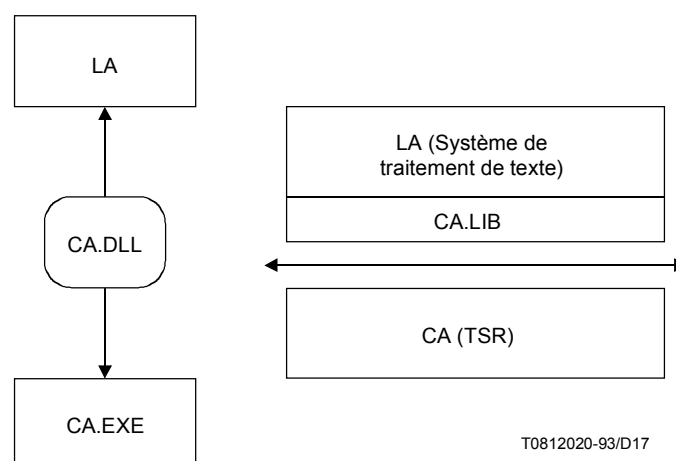 LA
CA.DLL
CA.EXE
LA (Système de
traitement de texte)
CA.LIB
CA (TSR)
T0812020-93/D17